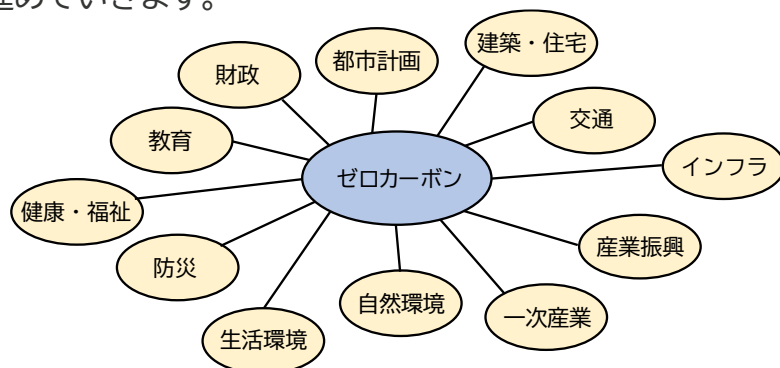 進めていきます。
建築・住宅
都市計画
財政
交通
教育
インフラ
ゼロカーボン
健康・福祉
産業振興
防災
自然環境
一次産業
生活環境